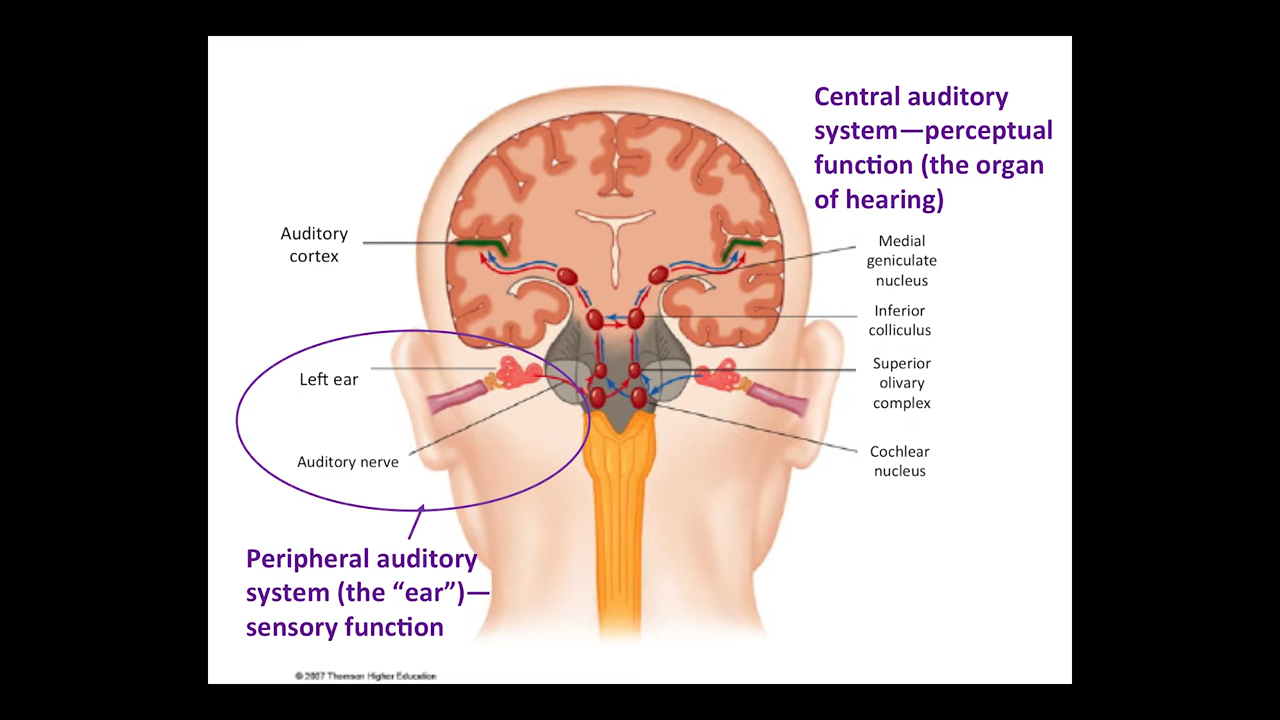 Central auditory
system—perceptual
function (the organ
of hearing)
Auditory
cortex
Medial
geniculate
nucleus
Inferior
colliculus
Left ear
Superior
olivary
complex
Auditory nerve
Cochlear
nucleus
Peripheral auditory
system (the “ear”)—
sensory function
© 2007 Thomson Higher Education